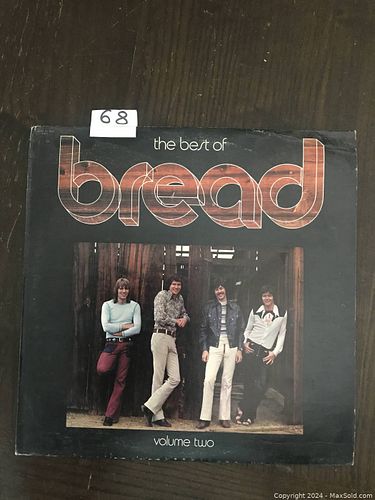 68
the best of
bread
volume two
Copyright © 2024 - MaxSold.com